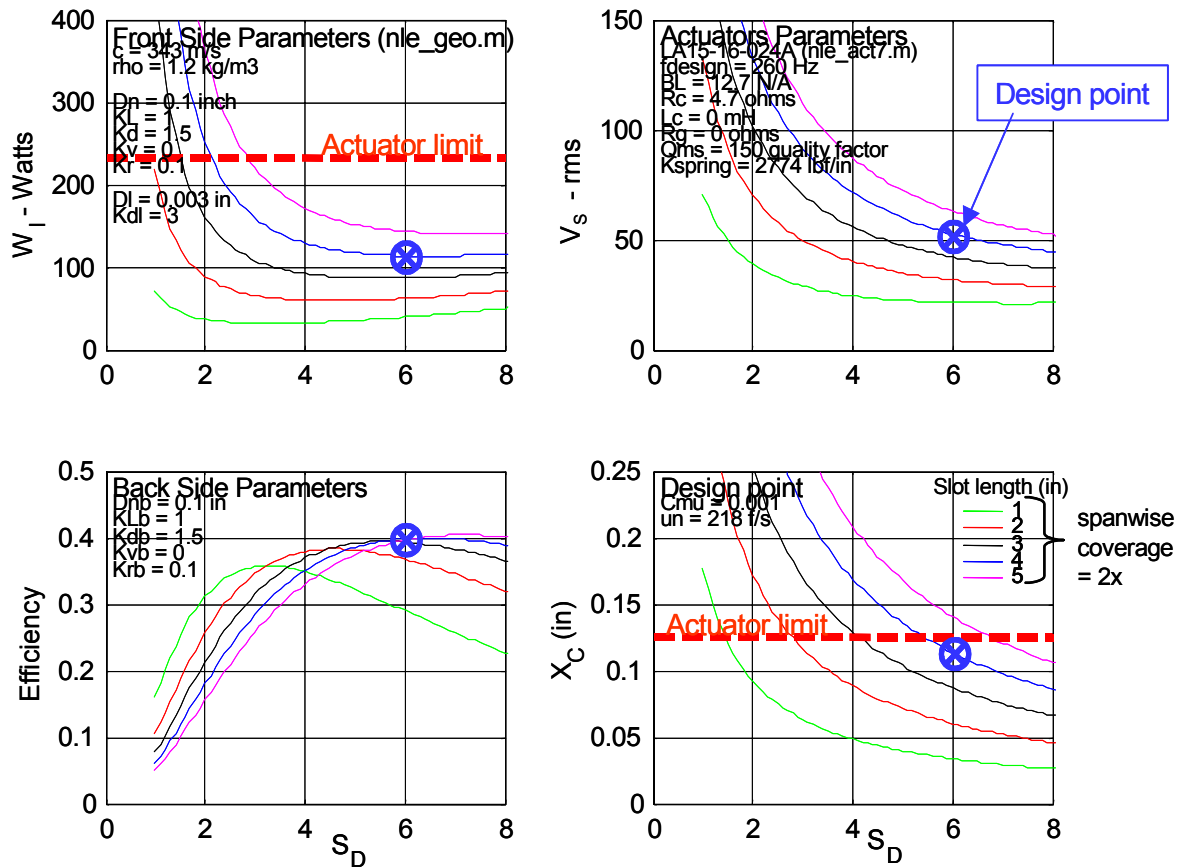 400
300
200
100
0
W_I - Watts
Front Side Parameters (nle_geo.m)
c = 343 m/s
rho = 1.2 kg/m3
Dn = 0.1 inch
KL = 1
Kd = 1.5
Kv = 0
Kr = 0.1
Dl = 0.003 in
Kdl = 3
Actuator limit
0 2 4 6 8
150
100
50
0
V_s - rms
Actuators Parameters
LA15-16-024A (nle_act7.m)
fdesign = 260 Hz
BL = 12.7 N/A
Rc = 4.7 ohms
Lc = 0 mH
Rg = 0 ohms
Qms = 150 quality factor
Kspring = 2774 lbf/in
Design point
0 2 4 6 8
0.5
0.4
0.3
0.2
0.1
0
Efficiency
Back Side Parameters
Dnb = 0.1 in
KLb = 1
Kdb = 1.5
Kvb = 0
Krb = 0.1
0 2 4 6 8
S_D
0.25
0.2
0.15
0.1
0.05
0
X_C (in)
Design point
Cmu = 0.001
un = 218 f/s
Actuator limit
Slot length (in)
1
2
3
4
5
spanwise
coverage
= 2x
0 2 4 6 8
S_D